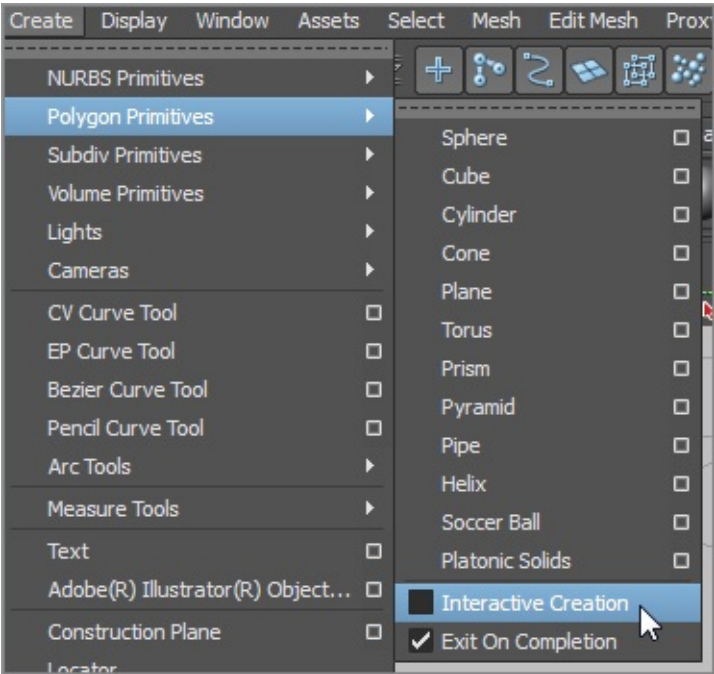 Create Display Window Assets Select Mesh Edit Mesh Prox
NURBS Primitives
Polygon Primitives
Subdiv Primitives
Volume Primitives
Lights
Cameras
CV Curve Tool
EP Curve Tool
Bezier Curve Tool
Pencil Curve Tool
Arc Tools
Measure Tools
Text
Adobe(R) Illustrator(R) Object...
Construction Plane
Locator
Sphere
Cube
Cylinder
Cone
Plane
Torus
Prism
Pyramid
Pipe
Helix
Soccer Ball
Platonic Solids
Interactive Creation
Exit On Completion